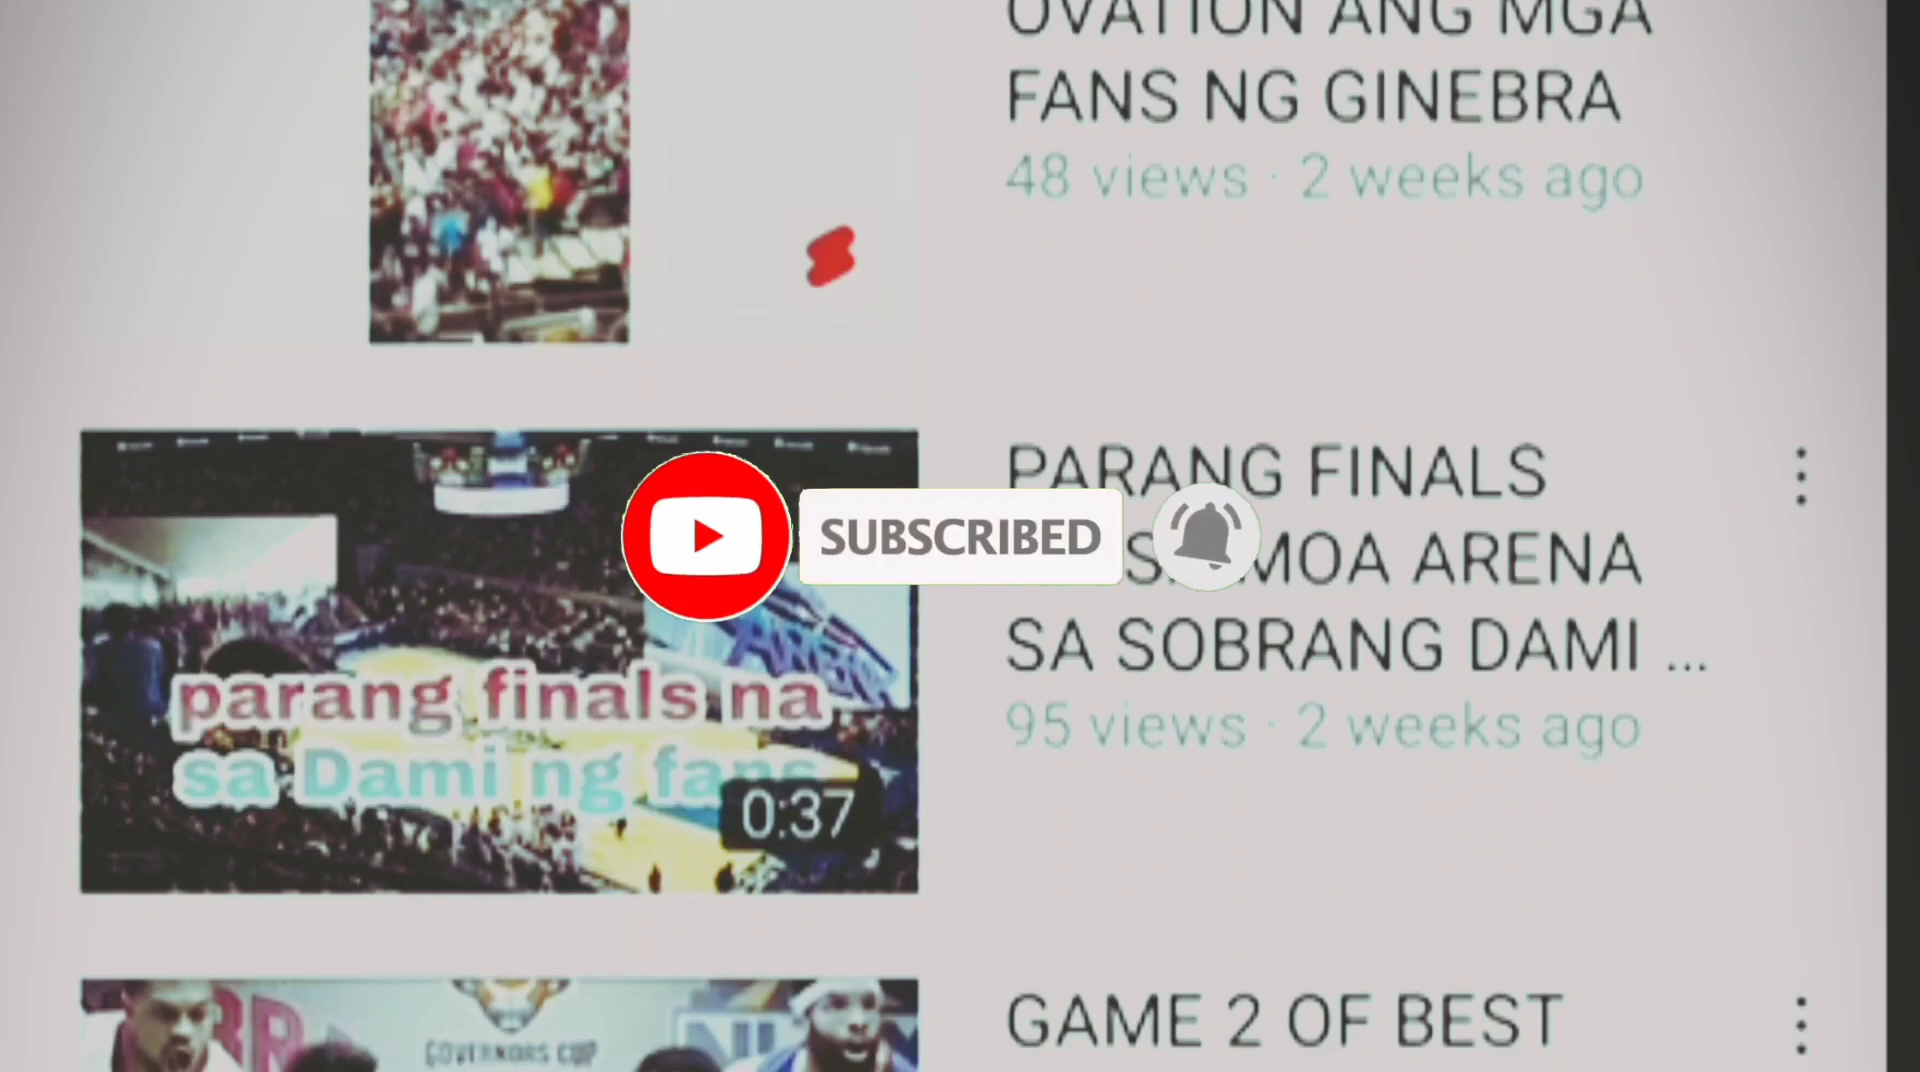 OVATION ANG MGA
FANS NG GINEBRA
48 views · 2 weeks ago
PARANG FINALS
MOA ARENA
SA SOBRANG DAMI ...
95 views · 2 weeks ago
SUBSCRIBED
ARENA
parang finals na
sa Dami ng fans
0:37
GAME 2 OF BEST
GOVERNORS CUP